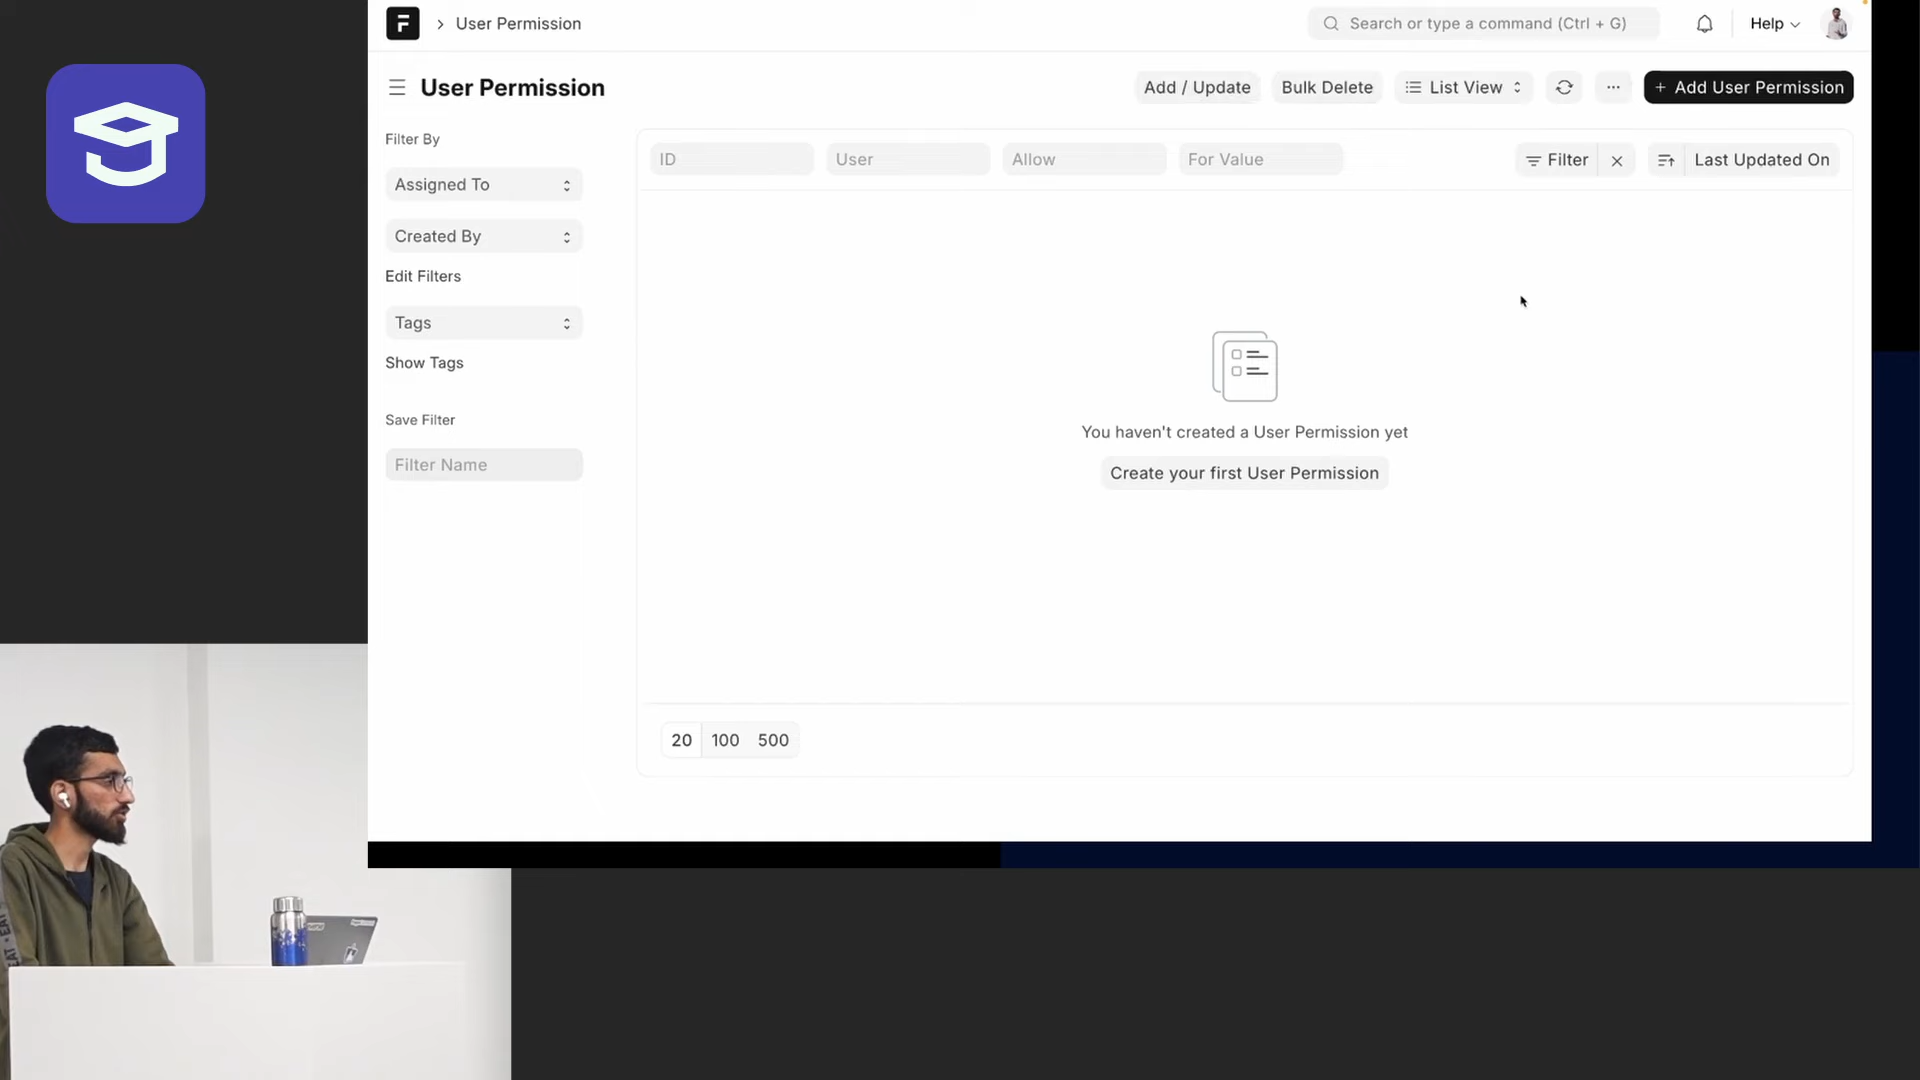 F
User Permission
Search or type a command (Ctrl + G)
Help
User Permission
Add / Update
Bulk Delete
List View
+ Add User Permission
Filter By
Assigned To
Created By
Edit Filters
Tags
Show Tags
Save Filter
Filter Name
ID
User
Allow
For Value
Filter
Last Updated On
You haven't created a User Permission yet
Create your first User Permission
20 100 500
EAT • EAT